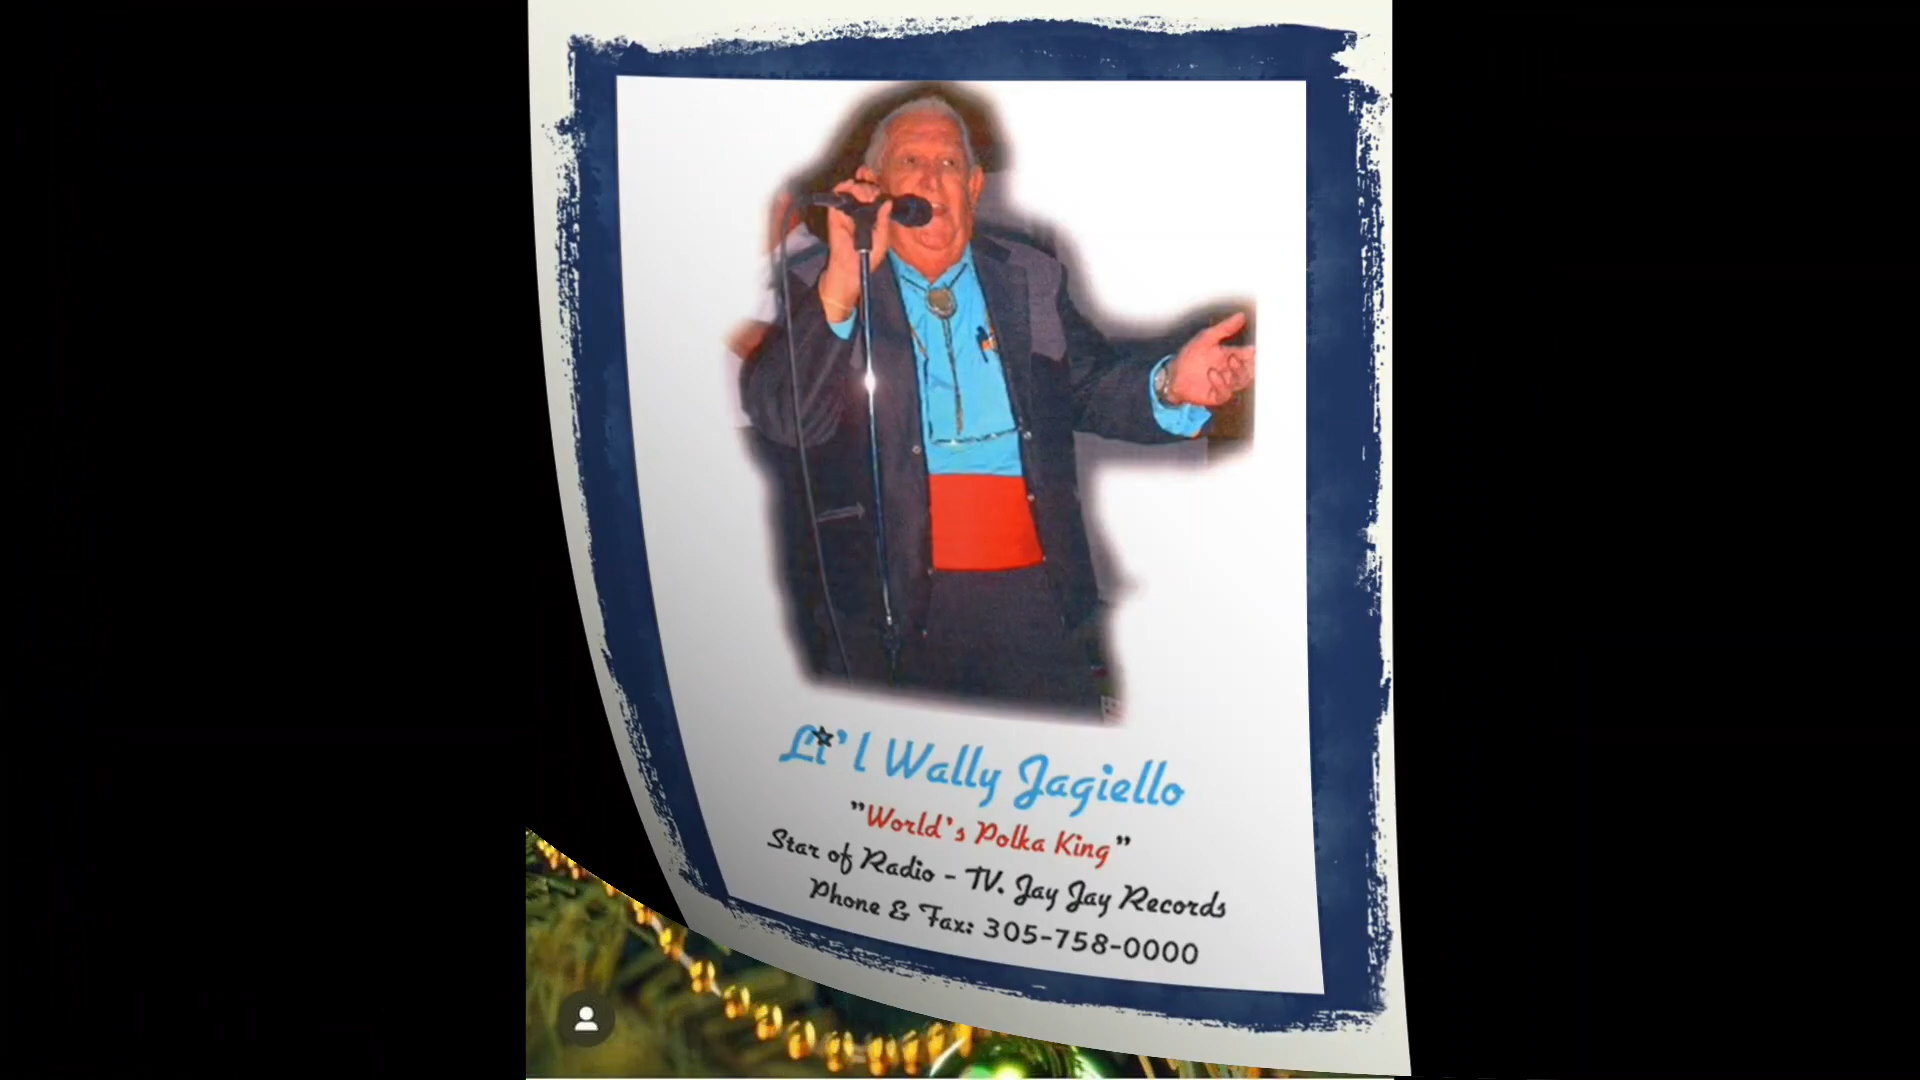 Li'l Wally Jagiello
"World's Polka King"
Star of Radio - TV. Jay Jay Records
Phone & Fax: 305-758-0000